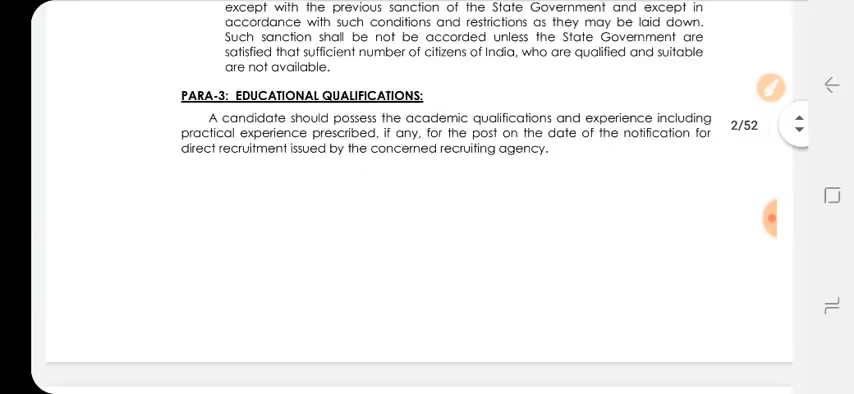 except with the previous sanction of the State Government and except in
accordance with such conditions and restrictions as they may be laid down.
Such sanction shall be not be accorded unless the State Government are
satisfied that sufficient number of citizens of India, who are qualified and suitable
are not available.
PARA-3: EDUCATIONAL QUALIFICATIONS:
A candidate should possess the academic qualifications and experience including
practical experience prescribed, if any, for the post on the date of the notification for
direct recruitment issued by the concerned recruiting agency.
2/52